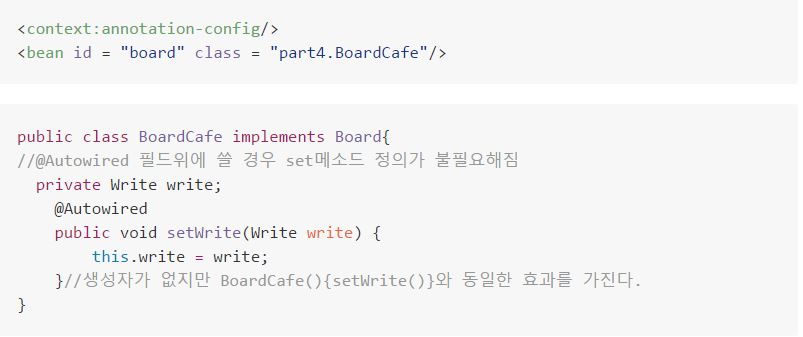 <context:annotation-config/>
<bean id = "board" class = "part4.BoardCafe"/>
public class BoardCafe implements Board{
//@Autowired 필드위에 쓸 경우 set메소드 정의가 불필요해짐
  private Write write;
    @Autowired
    public void setWrite(Write write) {
        this.write = write;
    }//생성자가 없지만 BoardCafe(){setWrite()}와 동일한 효과를 가진다.
}